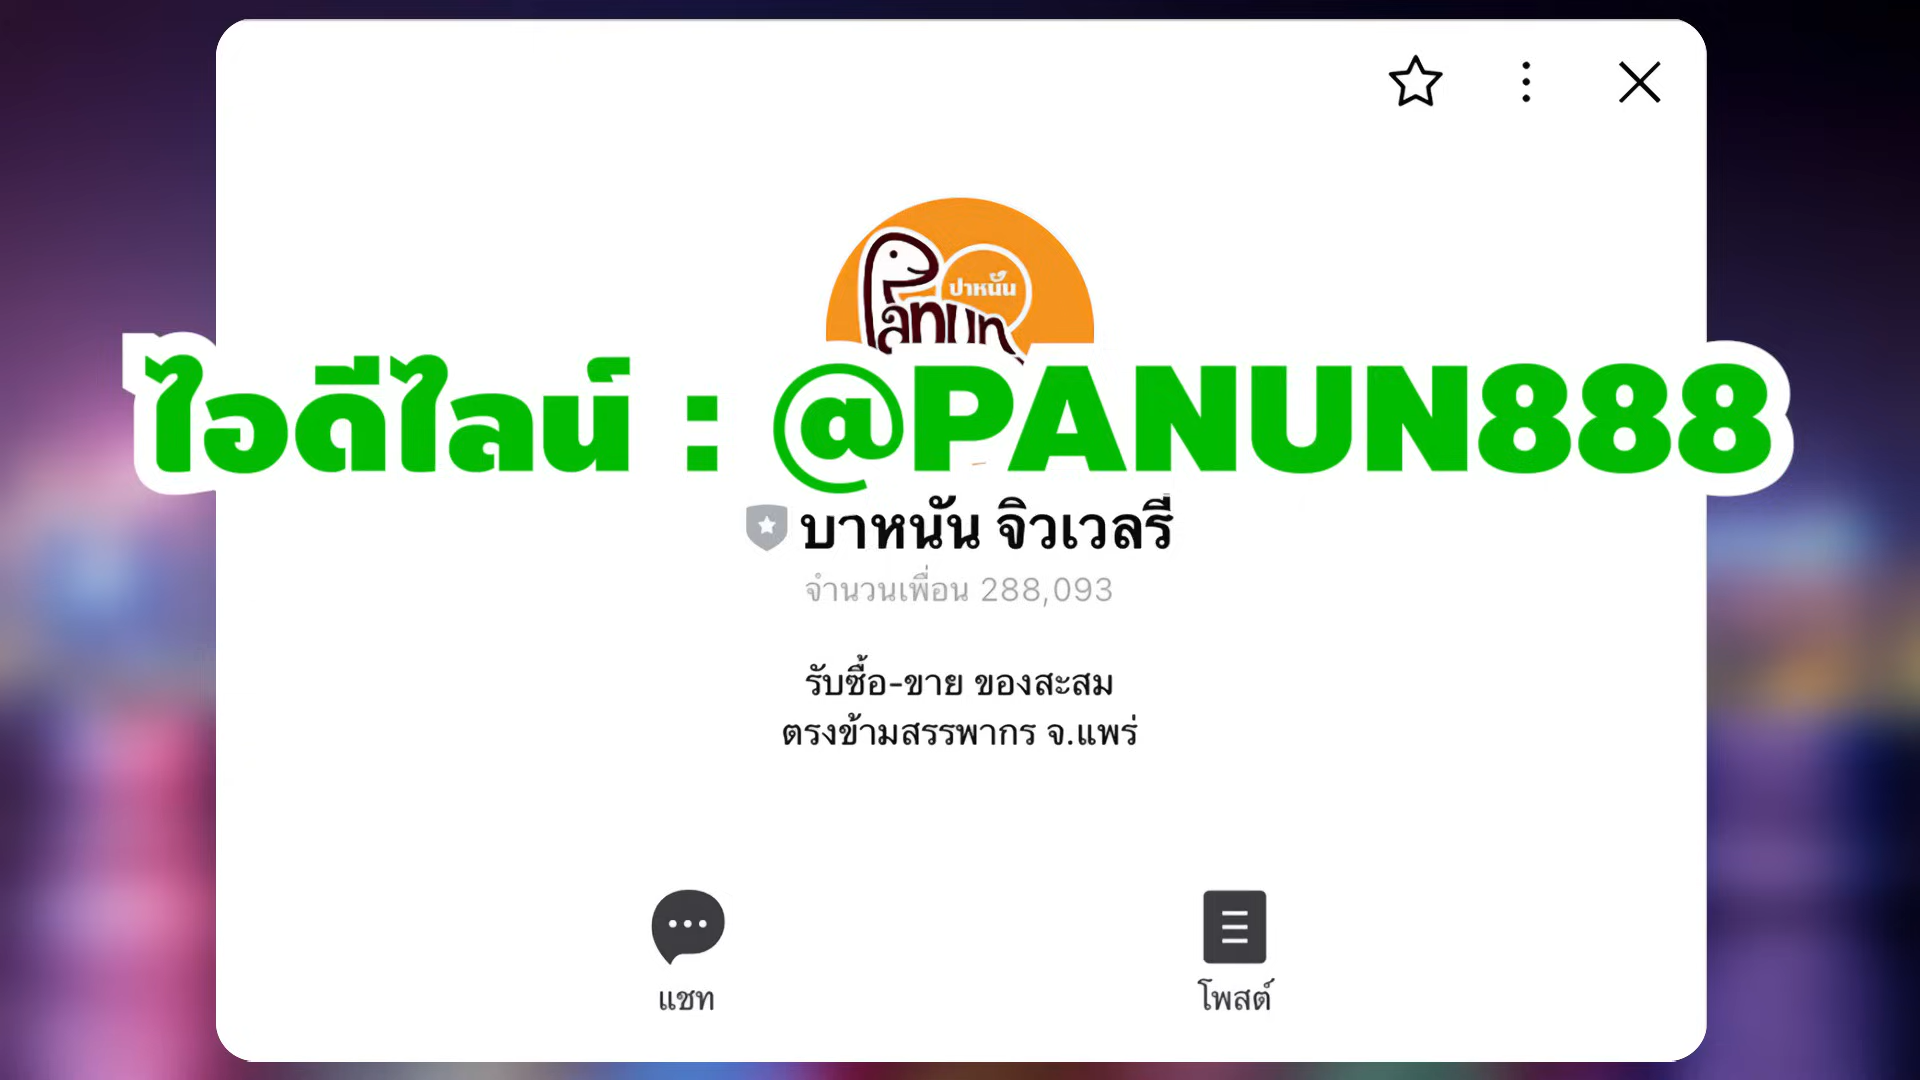 ปาหนัน
Panun
ไอดีไลน์ : @PANUN888
บาหนัน จิวเวลรี่
จำนวนเพื่อน 288,093
รับซื้อ-ขาย ของสะสม
ตรงข้ามสรรพากร จ.แพร่
แชท
โพสต์